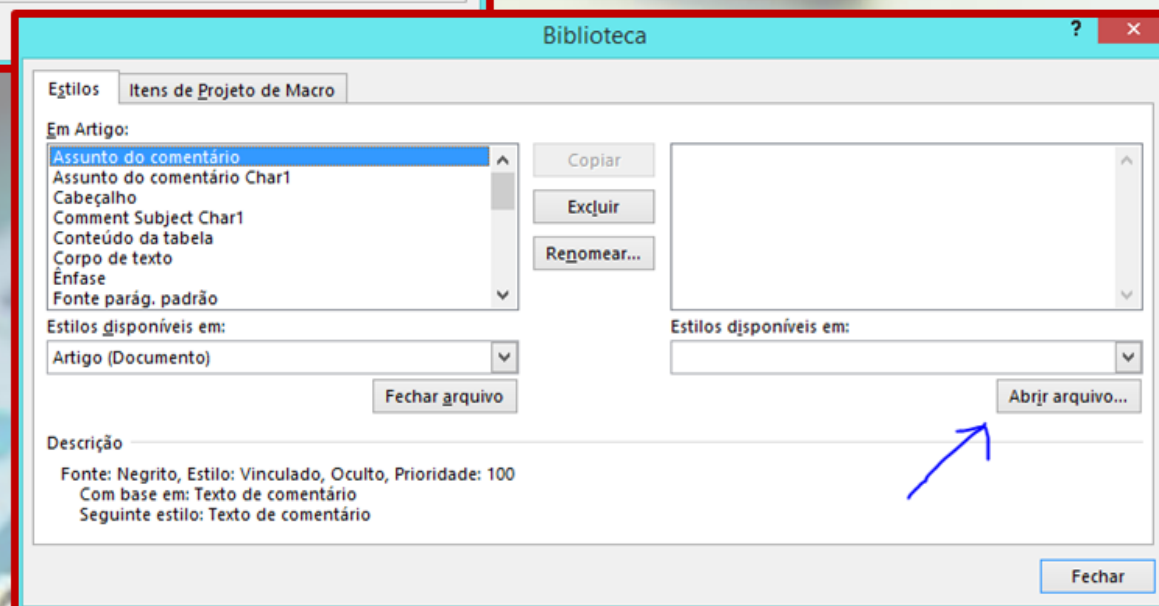 Biblioteca
?
Estilos
Itens de Projeto de Macro
Em Artigo:
Assunto do comentário
Assunto do comentário Char1
Cabeçalho
Comment Subject Char1
Conteúdo da tabela
Corpo de texto
Ênfase
Fonte parág. padrão
Copiar
Excluir
Renomear...
Estilos disponíveis em:
Artigo (Documento)
Fechar arquivo
Estilos disponíveis em:
Abrir arquivo...
Descrição
Fonte: Negrito, Estilo: Vinculado, Oculto, Prioridade: 100
Com base em: Texto de comentário
Seguinte estilo: Texto de comentário
Fechar